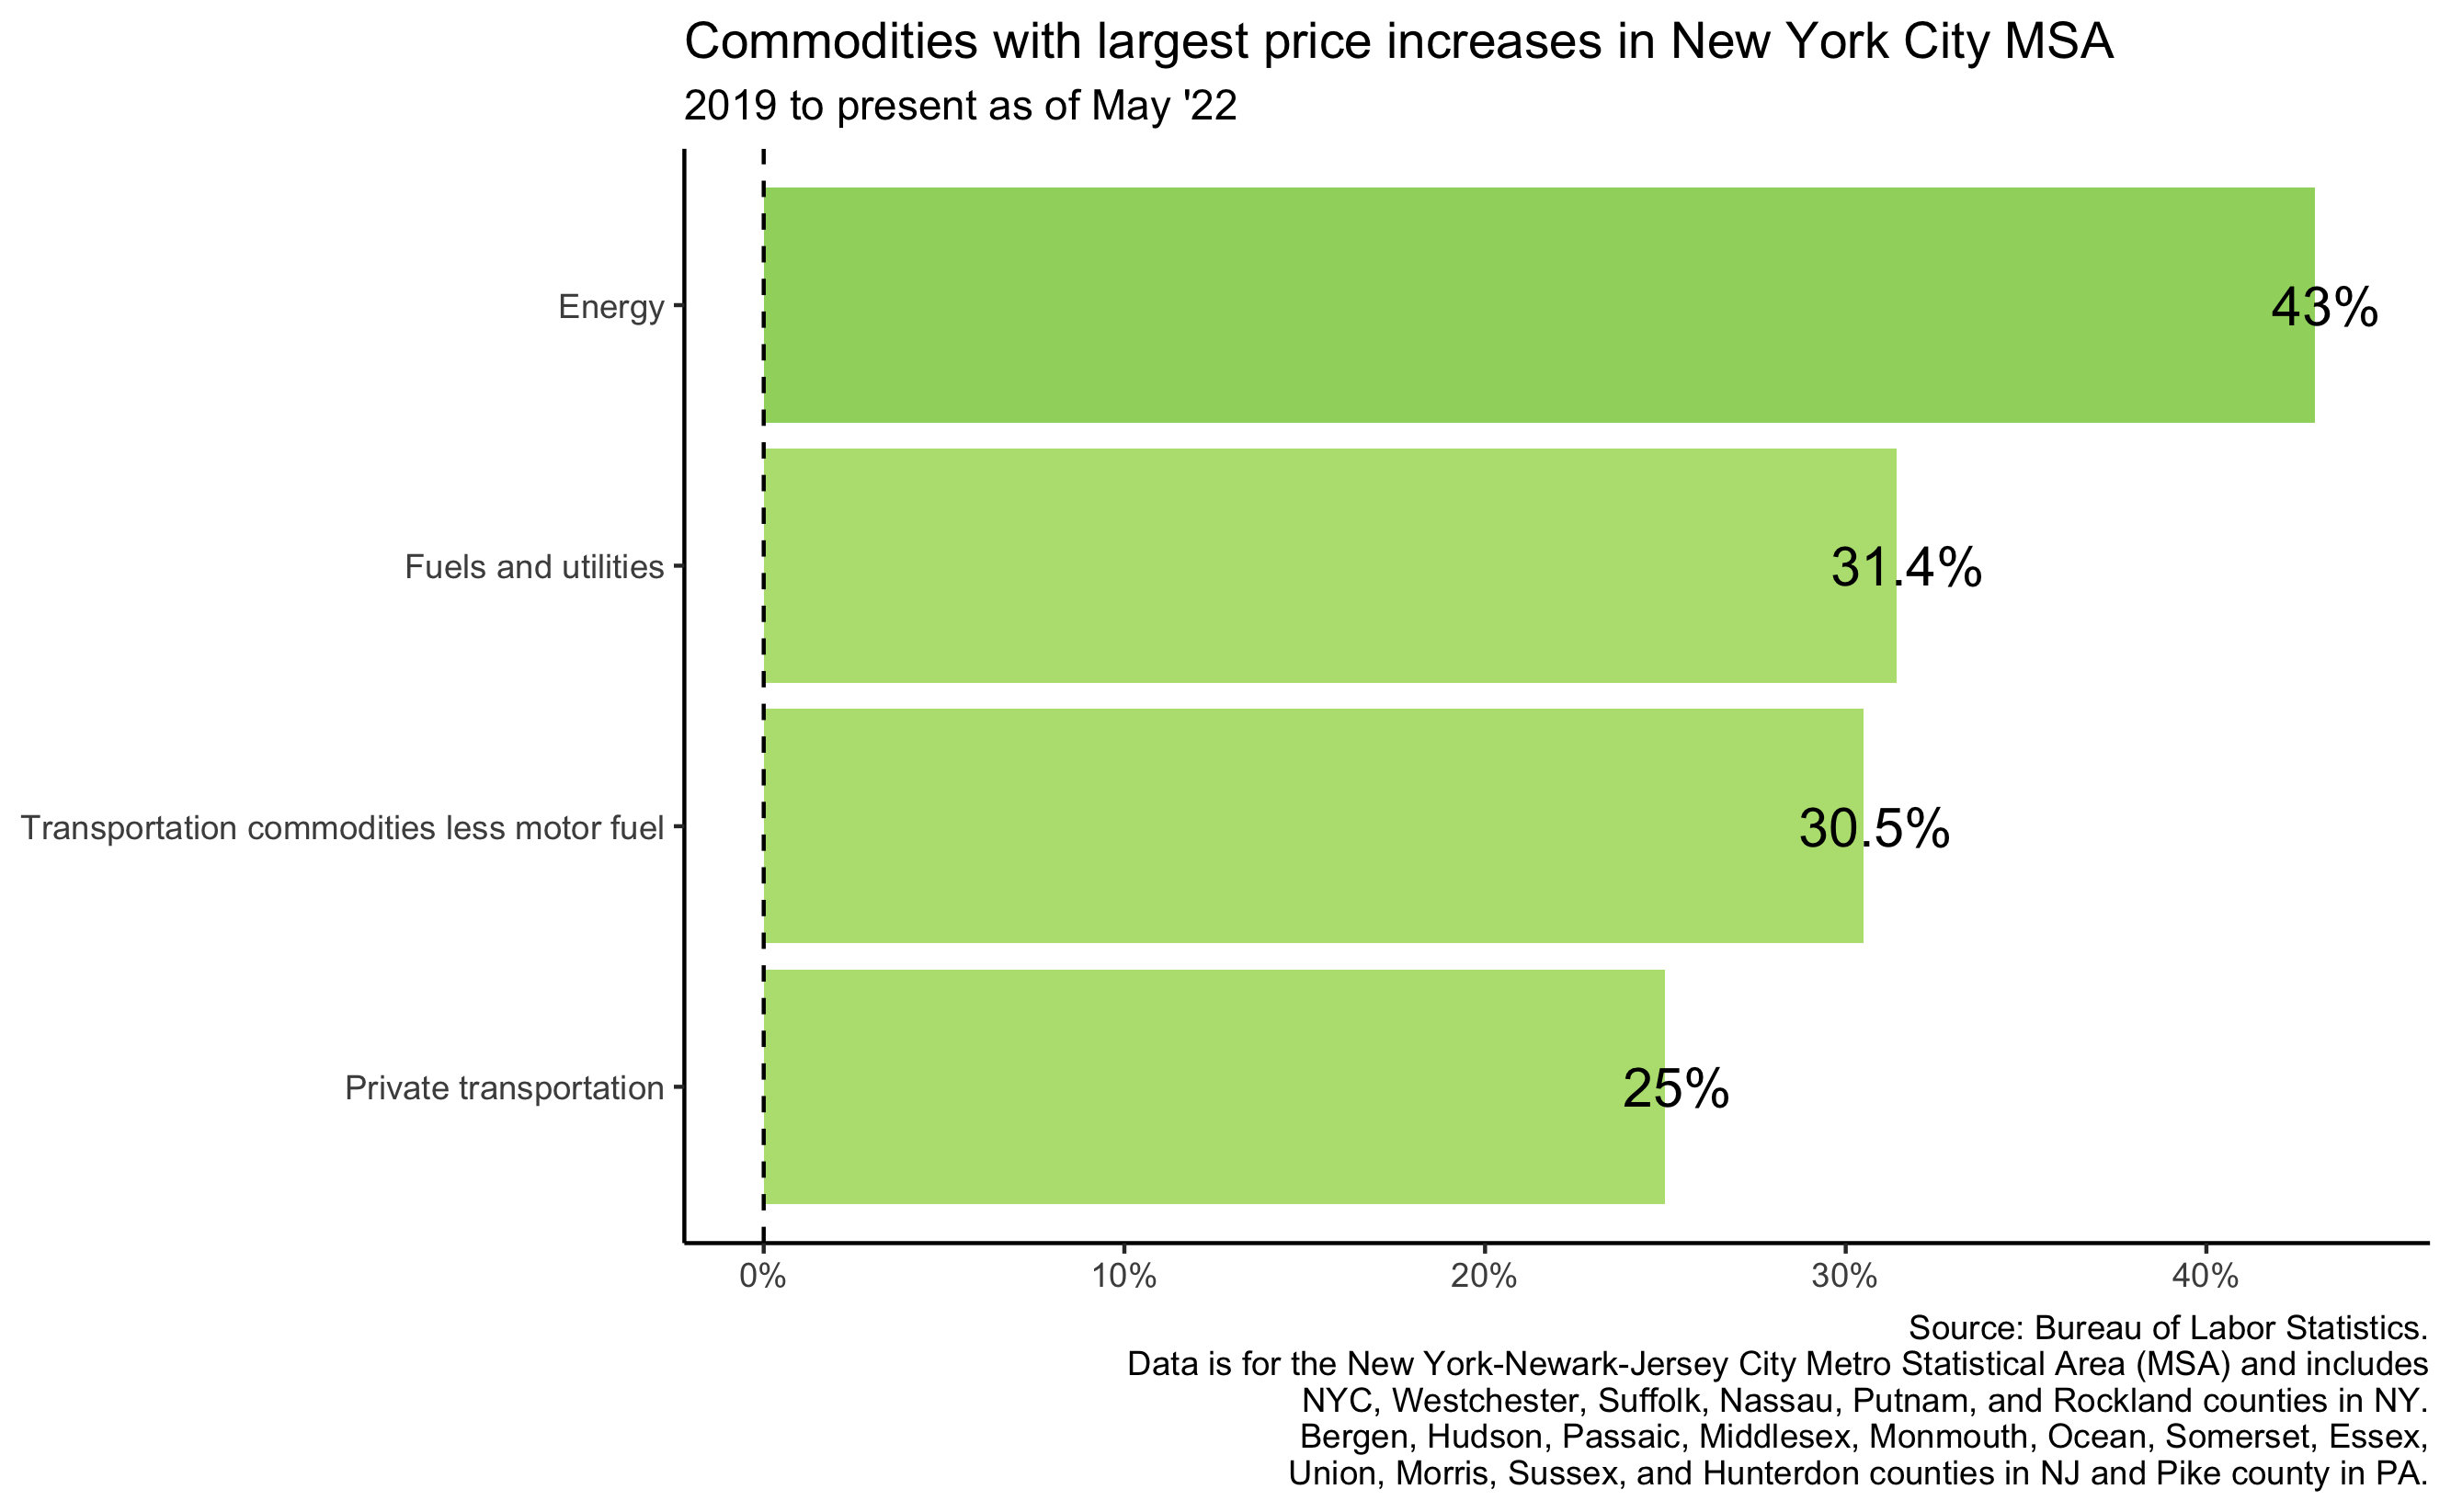 Commodities with largest price increases in New York City MSA
2019 to present as of May '22
Energy
43%
Fuels and utilities
31.4%
Transportation commodities less motor fuel
30.5%
Private transportation
25%
0%
10%
20%
30%
40%
Source: Bureau of Labor Statistics.
Data is for the New York-Newark-Jersey City Metro Statistical Area (MSA) and includes
NYC, Westchester, Suffolk, Nassau, Putnam, and Rockland counties in NY.
Bergen, Hudson, Passaic, Middlesex, Monmouth, Ocean, Somerset, Essex,
Union, Morris, Sussex, and Hunterdon counties in NJ and Pike county in PA.